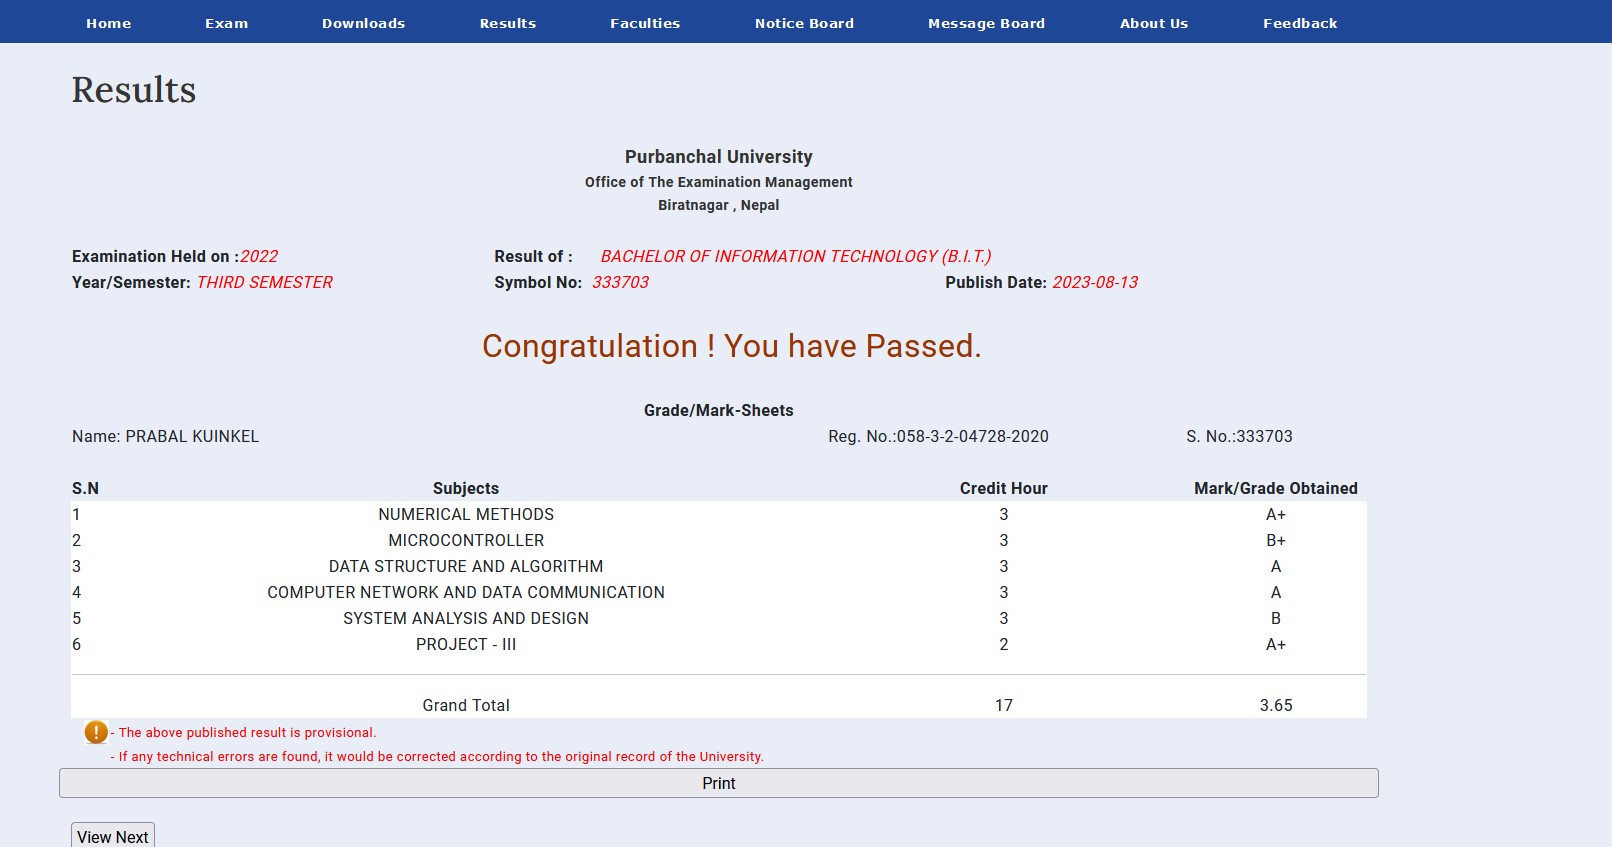 Home Exam Downloads Results Faculties Notice Board Message Board About Us Feedback
Results
Purbanchal University
Office of The Examination Management
Biratnagar , Nepal
Examination Held on :2022 Result of : BACHELOR OF INFORMATION TECHNOLOGY (B.I.T.)
Year/Semester: THIRD SEMESTER Symbol No: 333703 Publish Date: 2023-08-13
Congratulation ! You have Passed.
Grade/Mark-Sheets
Name: PRABAL KUINKEL Reg. No.:058-3-2-04728-2020 S. No.:333703
S.N Subjects Credit Hour Mark/Grade Obtained
1 NUMERICAL METHODS 3 A+
2 MICROCONTROLLER 3 B+
3 DATA STRUCTURE AND ALGORITHM 3 A
4 COMPUTER NETWORK AND DATA COMMUNICATION 3 A
5 SYSTEM ANALYSIS AND DESIGN 3 B
6 PROJECT - III 2 A+
Grand Total 17 3.65
! - The above published result is provisional.
- If any technical errors are found, it would be corrected according to the original record of the University.
Print
View Next